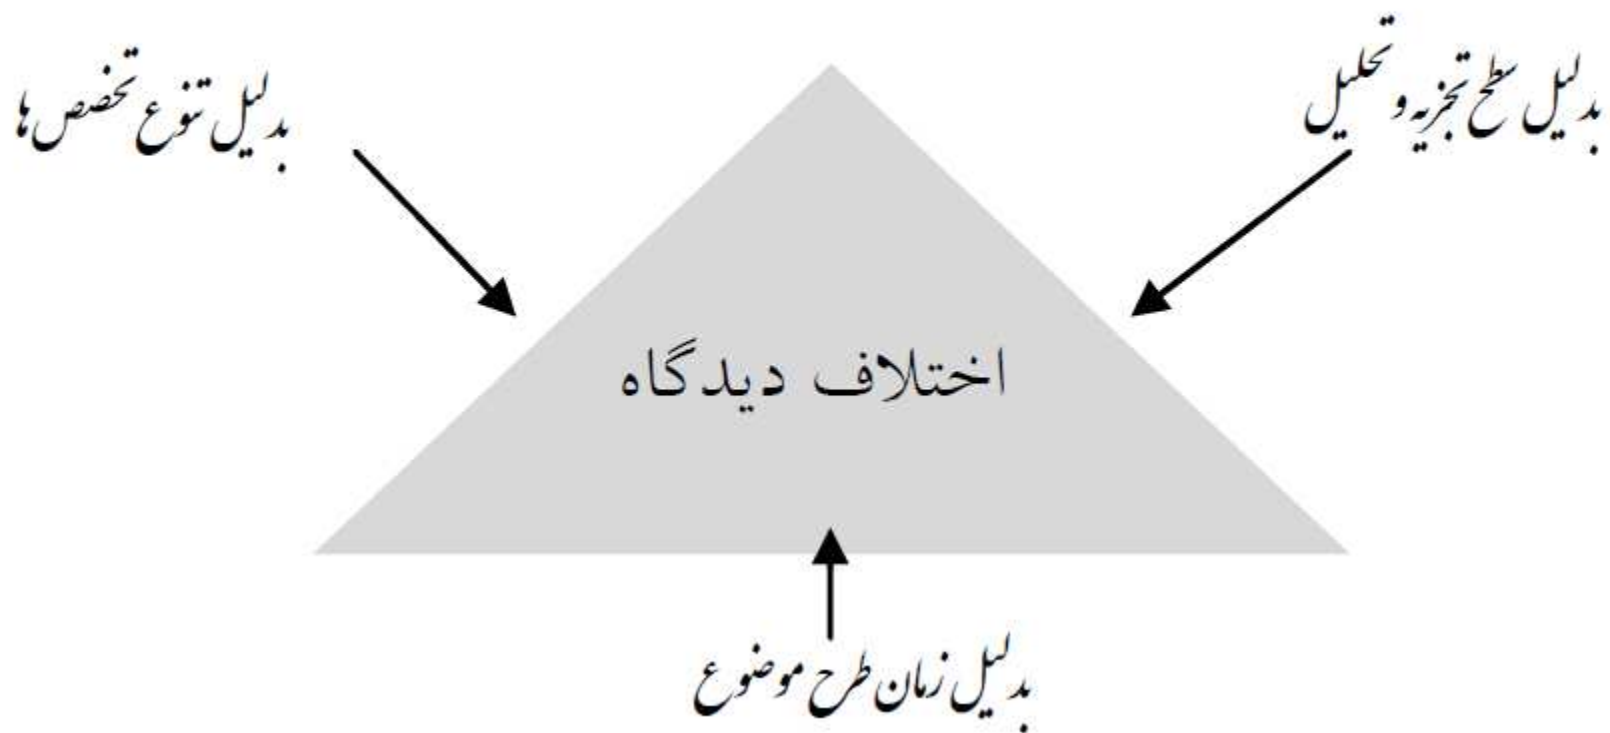 بدلیل سطح تجزیه و تحلیل
بدلیل تنوع تخصص ها
اختلاف دیدگاه
بدلیل زمان طرح موضوع